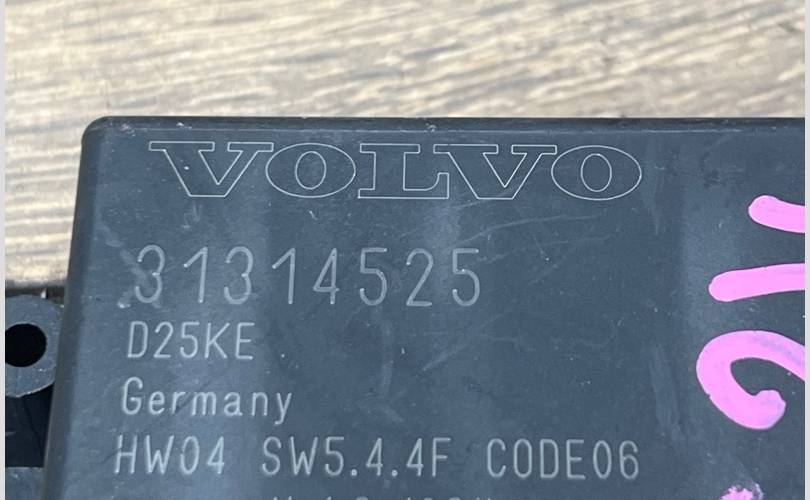 VOLVO
31314525
D25KE
Germany
HW04 SW5.4.4F CODE06